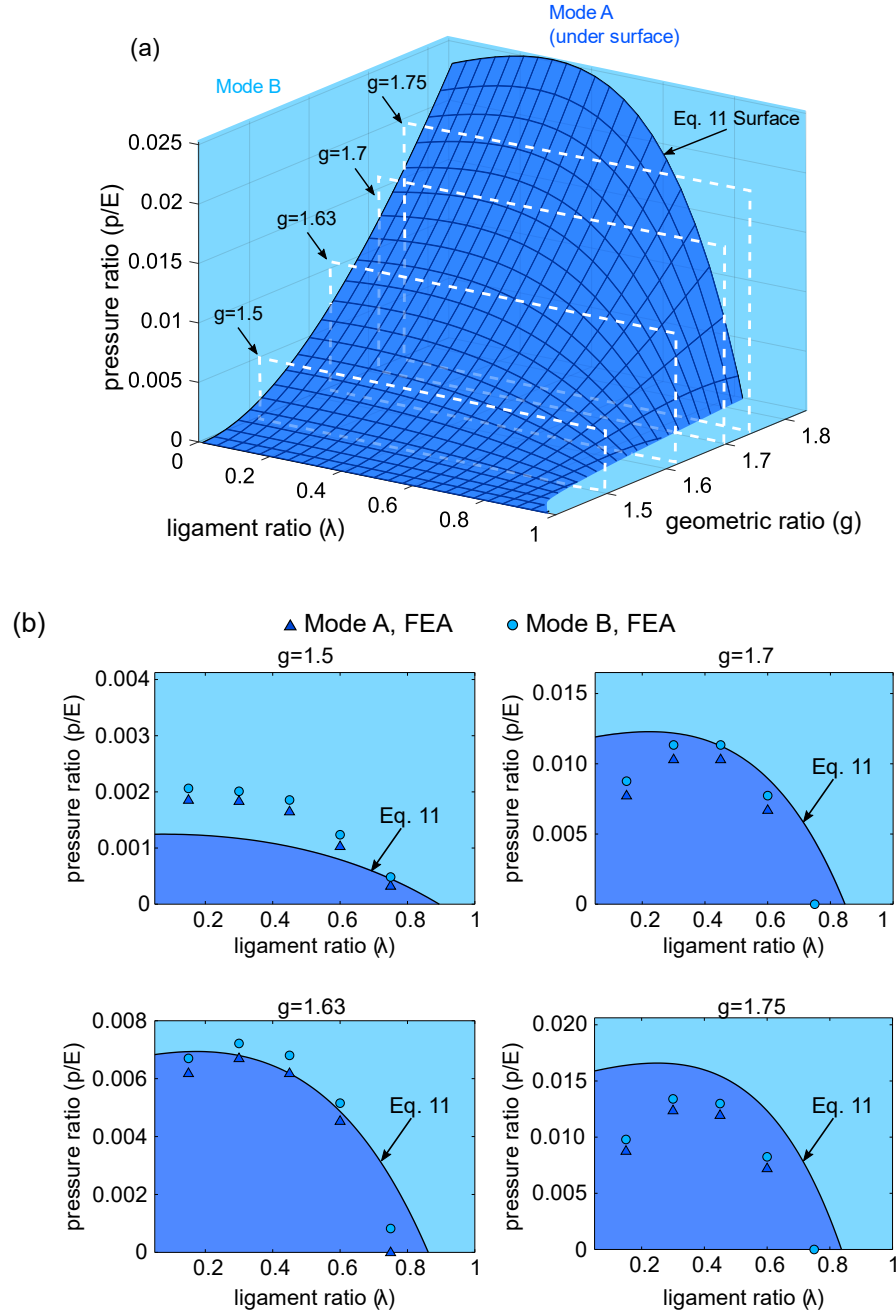 (a)
Mode A
(under surface)
Mode B
g=1.75
Eq. 11 Surface
g=1.7
g=1.63
g=1.5
pressure ratio (p/E)
0.025
0.02
0.015
0.01
0.005
0
0
0.2
0.4
0.6
0.8
1
ligament ratio (λ)
1.5
1.6
1.7
1.8
geometric ratio (g)
(b)
Mode A, FEA
Mode B, FEA
g=1.5
pressure ratio (p/E)
0.004
0.003
0.002
0.001
0
Eq. 11
0.2 0.4 0.6 0.8 1
ligament ratio (λ)
g=1.7
pressure ratio (p/E)
0.015
0.010
0.005
0
Eq. 11
0.2 0.4 0.6 0.8 1
ligament ratio (λ)
g=1.63
pressure ratio (p/E)
0.008
0.006
0.004
0.002
0
Eq. 11
0.2 0.4 0.6 0.8 1
ligament ratio (λ)
g=1.75
pressure ratio (p/E)
0.020
0.015
0.010
0.005
0
Eq. 11
0.2 0.4 0.6 0.8 1
ligament ratio (λ)